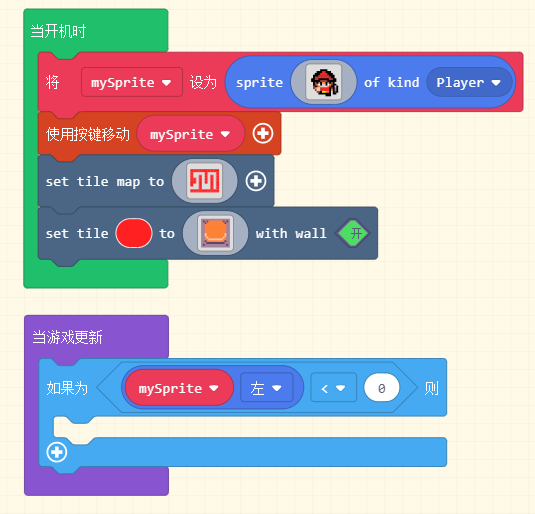 当开机时
将 mySprite 设为 sprite of kind Player
使用按键移动 mySprite
set tile map to
set tile to with wall 开
当游戏更新
如果为 mySprite 左 < 0 则